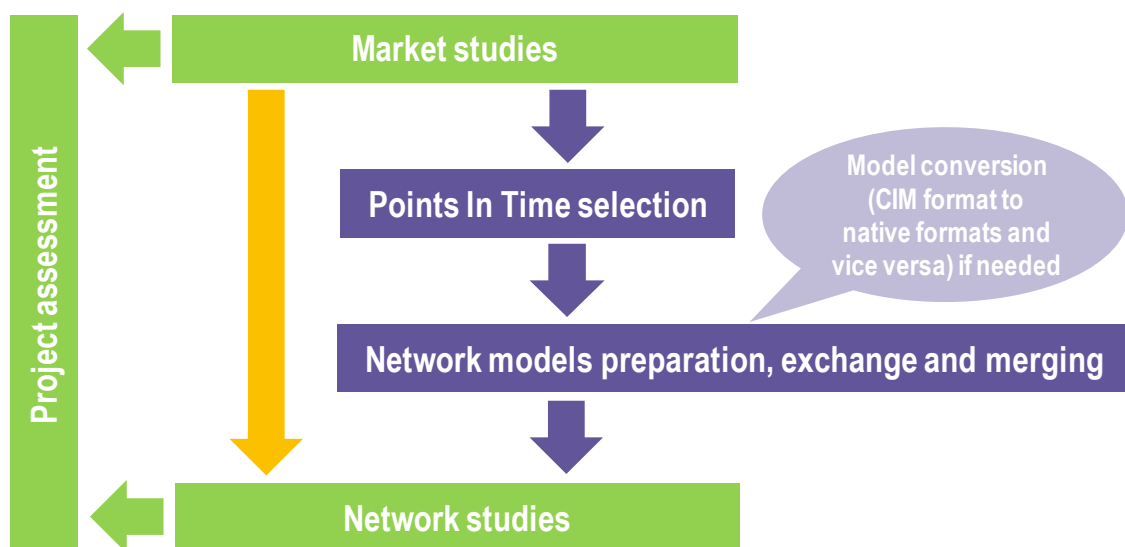 Market studies
Project assessment
Points In Time selection
Model conversion
(CIM format to
native formats and
vice versa) if needed
Network models preparation, exchange and merging
Network studies